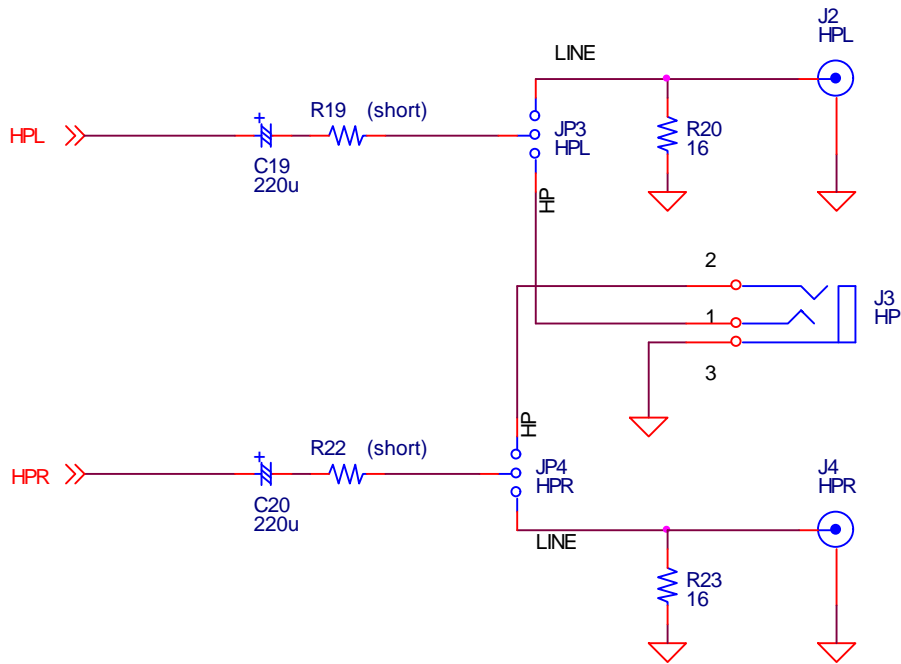 J2
HPL
LINE
R19 (short)
HPL
+
C19
220u
JP3
HPL
R20
16
HP
2
1
J3
HP
3
HP
R22 (short)
HPR
+
C20
220u
JP4
HPR
J4
HPR
LINE
R23
16